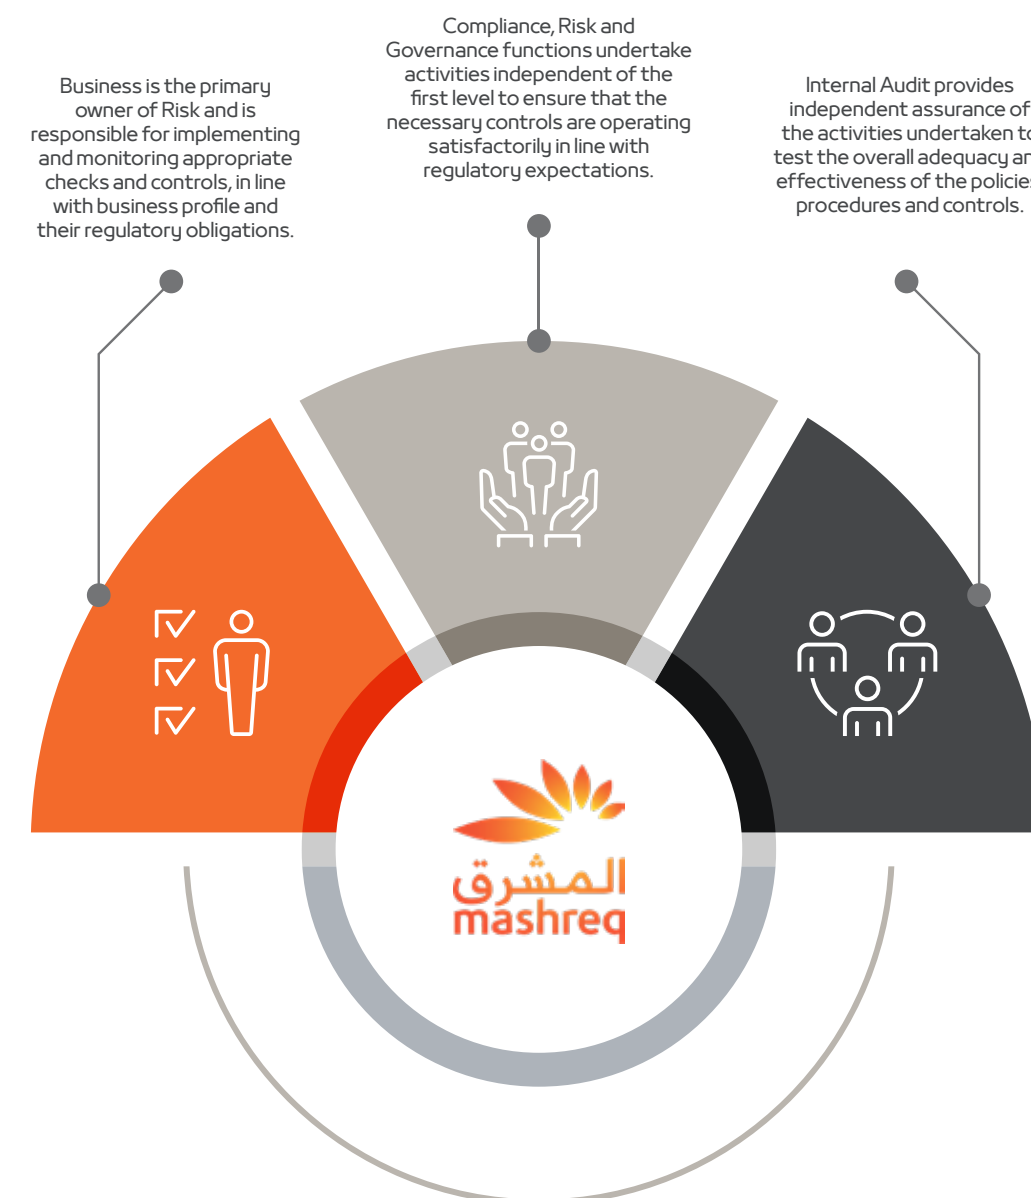 Business is the primary
owner of Risk and is
responsible for implementing
and monitoring appropriate
checks and controls, in line
with business profile and
their regulatory obligations.
Compliance, Risk and
Governance functions undertake
activities independent of the
first level to ensure that the
necessary controls are operating
satisfactorily in line with
regulatory expectations.
Internal Audit provides
independent assurance of
the activities undertaken to
test the overall adequacy an
effectiveness of the policies
procedures and controls.
المشرق
mashreq